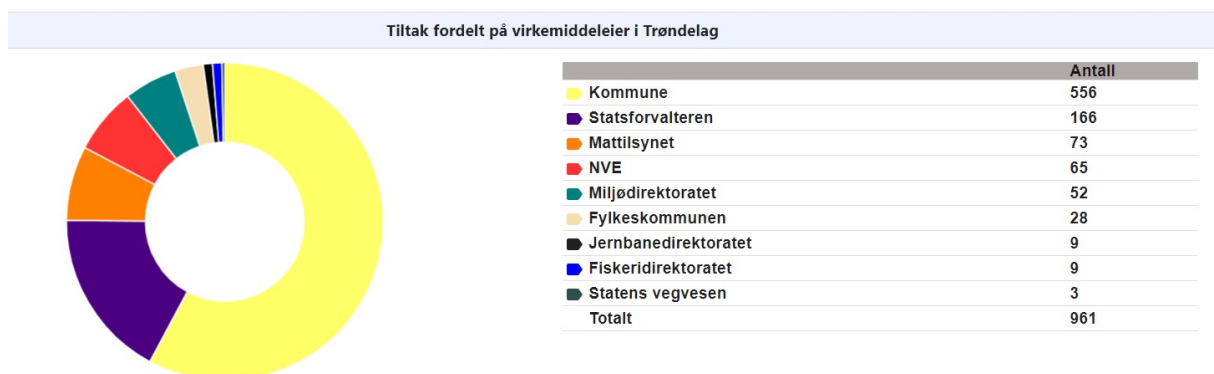 Tiltak fordelt på virkemiddeleier i Trøndelag
Antall
Kommune 556
Statsforvalteren 166
Mattilsynet 73
NVE 65
Miljødirektoratet 52
Fylkeskommunen 28
Jernbanedirektoratet 9
Fiskeridirektoratet 9
Statens vegvesen 3
Totalt 961